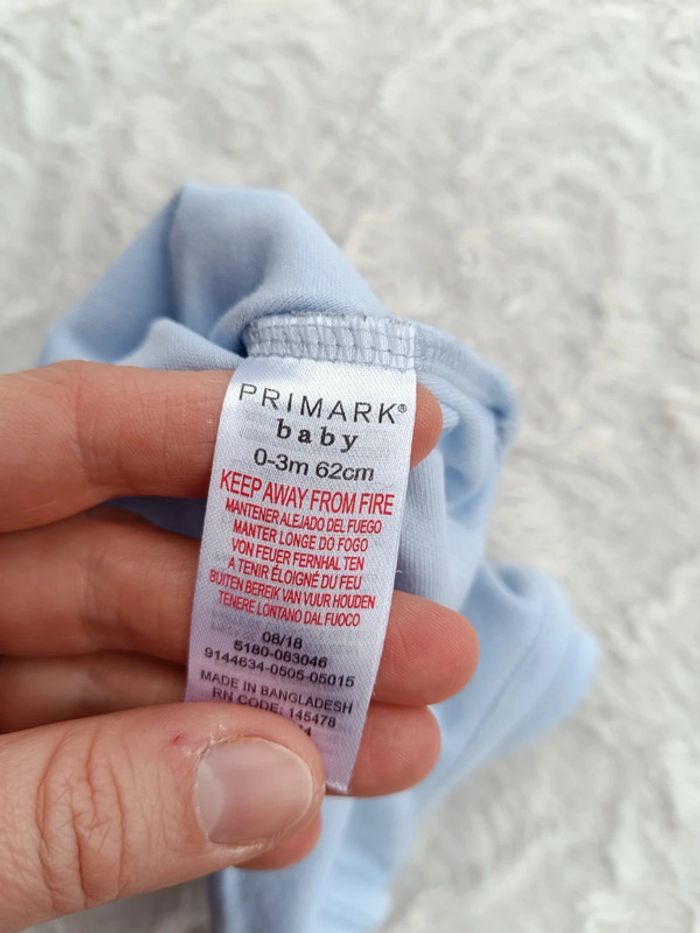 PRIMARK®
baby
0-3m 62cm
KEEP AWAY FROM FIRE
MANTENER ALEJADO DEL FUEGO
MANTER LONGE DO FOGO
VON FEUER FERNHALTEN
A TENIR ÉLOIGNÉ DU FEU
BUITEN BEREIK VAN VUUR HOUDEN
TENERE LONTANO DAL FUOCO
08/18
5180-083046
9144634-0505-05015
MADE IN BANGLADESH
RN CODE: 145478